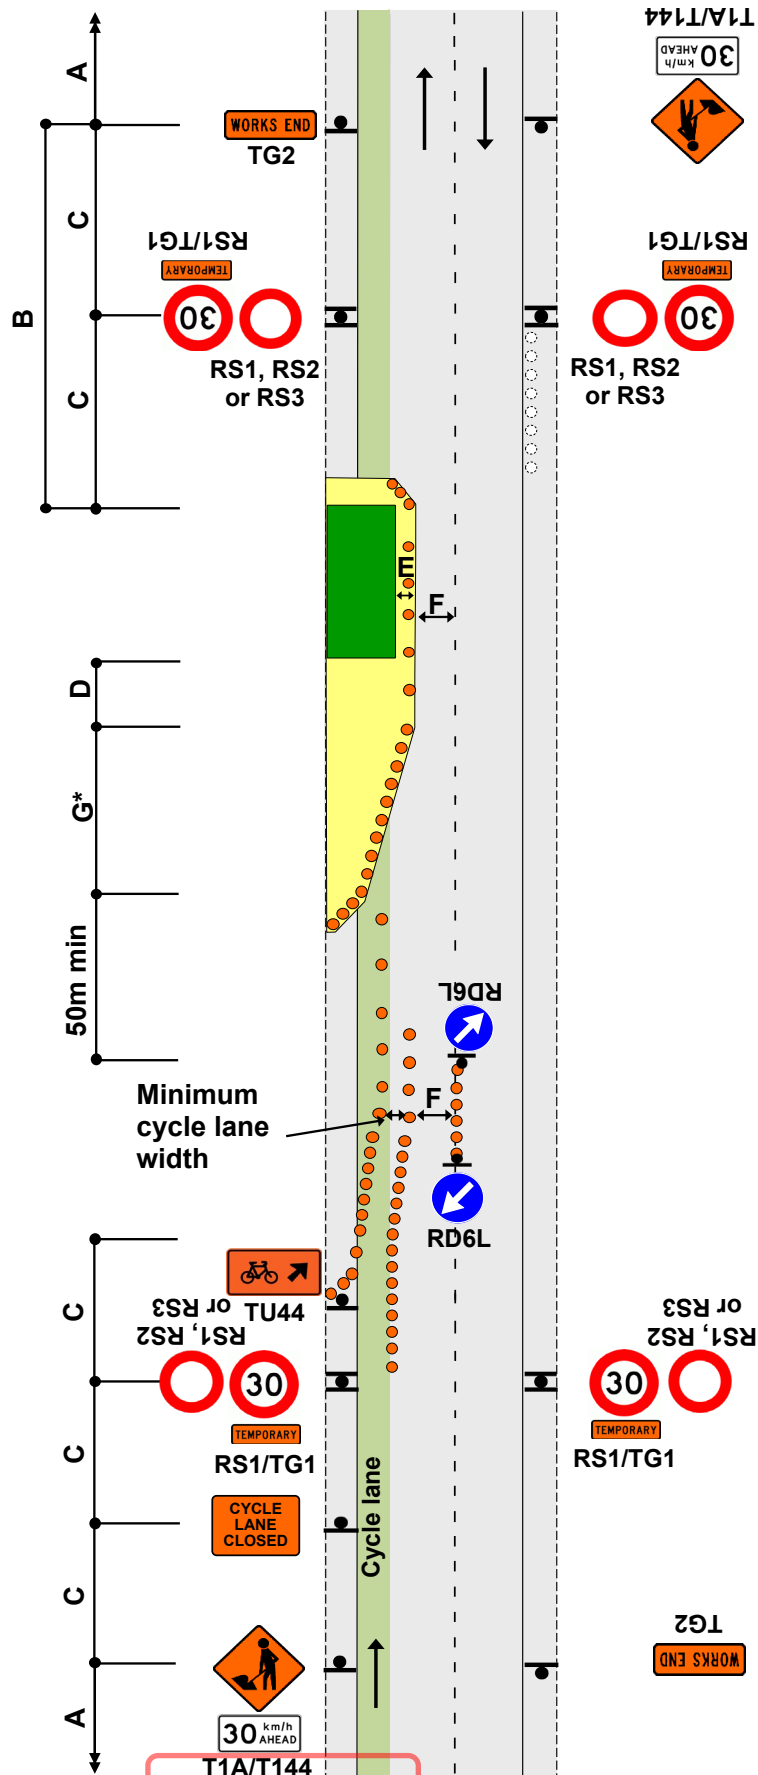 T1A/T144
30 km/h
AHEAD
A
WORKS END
TG2
C
RS1/TG1
TEMPORARY
30
RS1, RS2
or RS3
RS1/TG1
TEMPORARY
30
RS1, RS2
or RS3
B
C
E
F
D
G*
50m min
RD6L
Minimum
cycle lane
width
F
RD6L
TU44
C
RS1, RS2
or RS3
30
TEMPORARY
RS1/TG1
RS1, RS2
or RS3
30
TEMPORARY
RS1/TG1
C
Cycle lane
CYCLE
LANE
CLOSED
C
TG2
WORKS END
A
30 km/h
AHEAD
T1A/T144